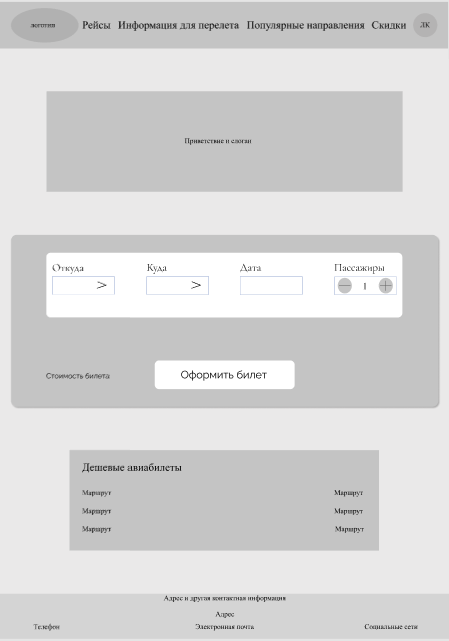 логотип Рейсы Информация для перелета Популярные направления Скидки ЛК
Приветствие и слоган
Откуда Куда Дата Пассажиры
> > — 1 +
Стоимость билета Оформить билет
Дешевые авиабилеты
Маршрут Маршрут
Маршрут Маршрут
Маршрут Маршрут
Адрес и другая контактная информация
Адрес
Телефон Электронная почта Социальные сети